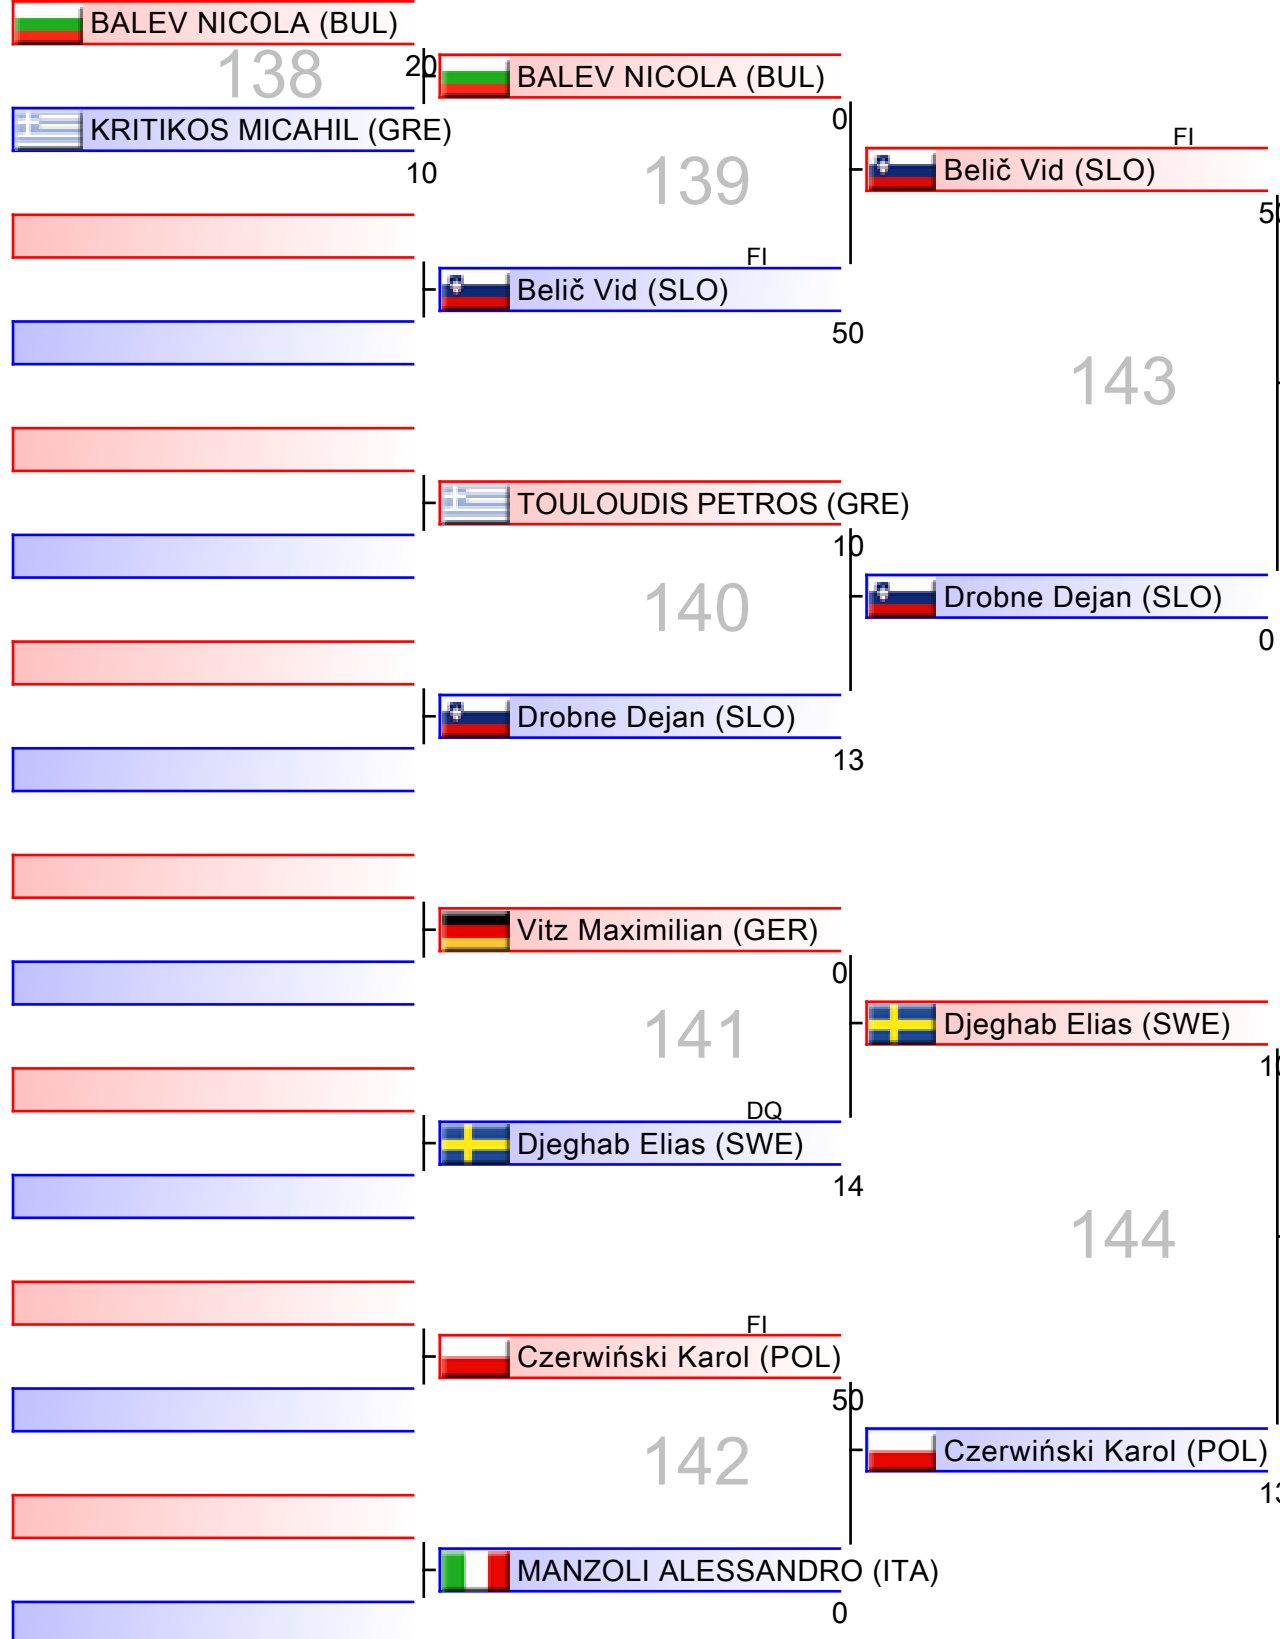 BALEV NICOLA (BUL)
138
20
BALEV NICOLA (BUL)
KRITIKOS MICAHIL (GRE)
0
FI
10
139
Belič Vid (SLO)
50
FI
Belič Vid (SLO)
50
143
TOULOUDIS PETROS (GRE)
10
140
Drobne Dejan (SLO)
0
Drobne Dejan (SLO)
13
Vitz Maximilian (GER)
0
141
Djeghab Elias (SWE)
10
DQ
Djeghab Elias (SWE)
14
144
FI
Czerwiński Karol (POL)
50
142
Czerwiński Karol (POL)
13
MANZOLI ALESSANDRO (ITA)
0